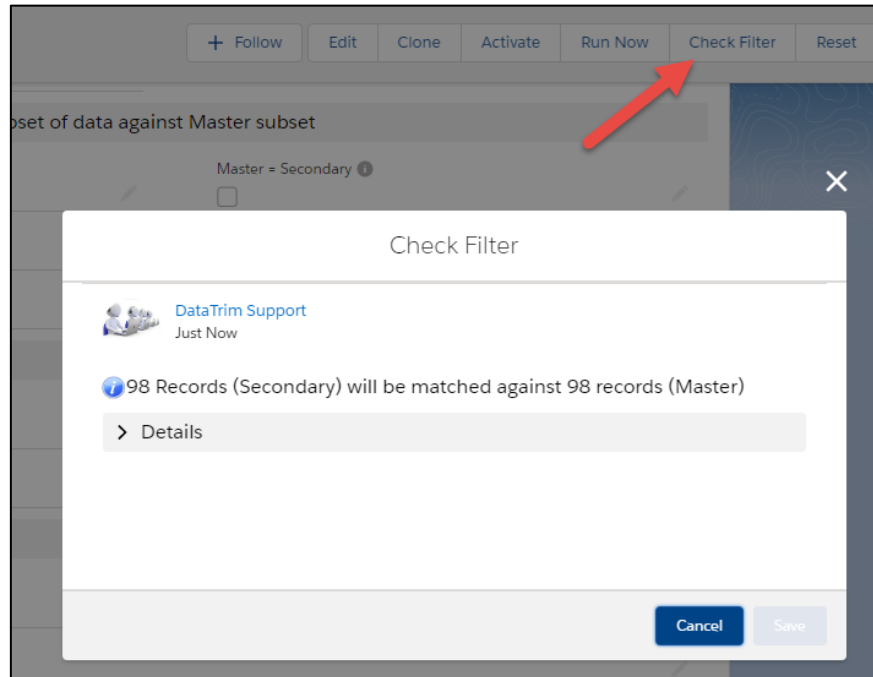 + Follow Edit Clone Activate Run Now Check Filter Reset
of data against Master subset
Master = Secondary
Check Filter
DataTrim Support
Just Now
98 Records (Secondary) will be matched against 98 records (Master)
Details
Cancel Save